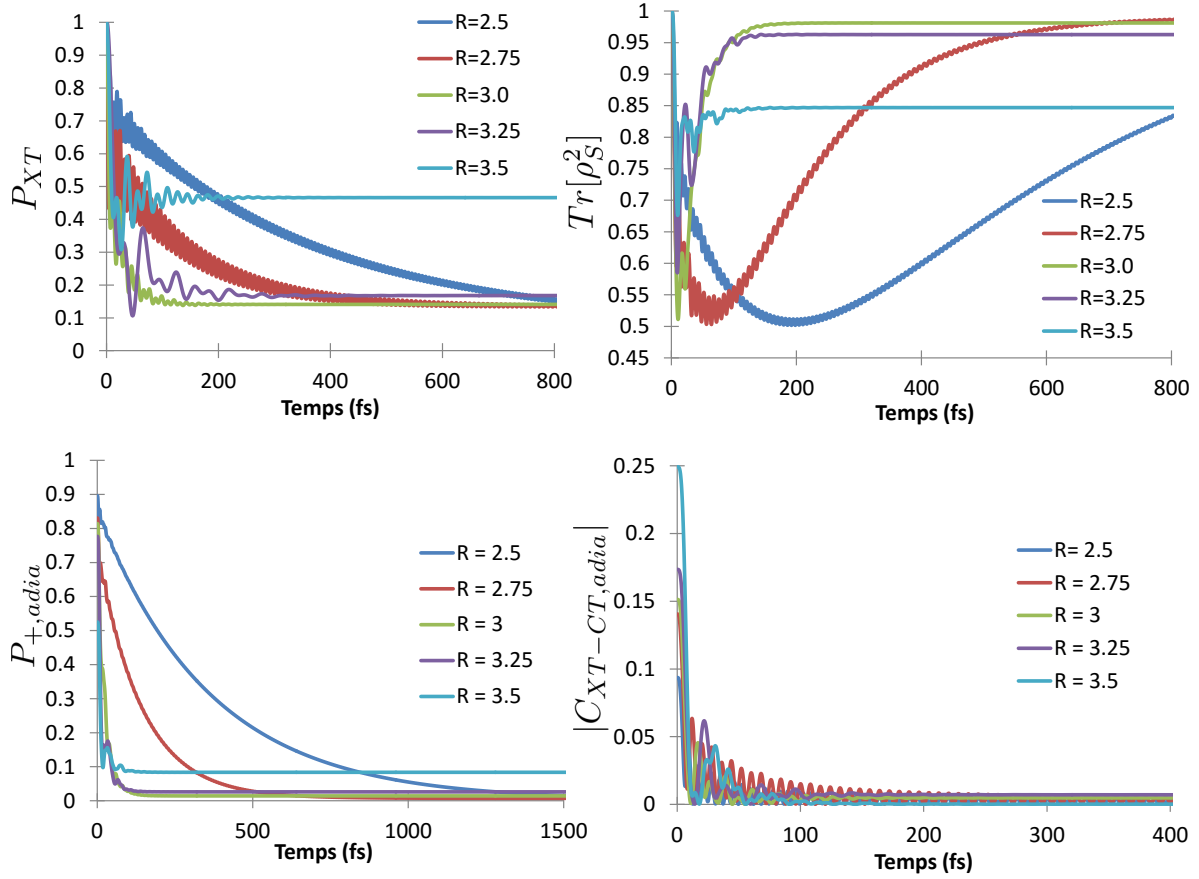 1
0.9
0.8
0.7
0.6
0.5
0.4
0.3
0.2
0.1
0
P_{XT}
R=2.5
R=2.75
R=3.0
R=3.25
R=3.5
0 200 400 600 800
Temps (fs)
1
0.95
0.9
0.85
0.8
0.75
0.7
0.65
0.6
0.55
0.5
0.45
Tr[ρ_S^2]
R=2.5
R=2.75
R=3.0
R=3.25
R=3.5
0 200 400 600 800
Temps (fs)
1
0.9
0.8
0.7
0.6
0.5
0.4
0.3
0.2
0.1
0
P_{+,adia}
R = 2.5
R = 2.75
R = 3
R = 3.25
R = 3.5
0 500 1000 1500
Temps (fs)
0.25
0.2
0.15
0.1
0.05
0
|C_{XT-CT,adia}|
R= 2.5
R = 2.75
R = 3
R = 3.25
R = 3.5
0 100 200 300 400
Temps (fs)